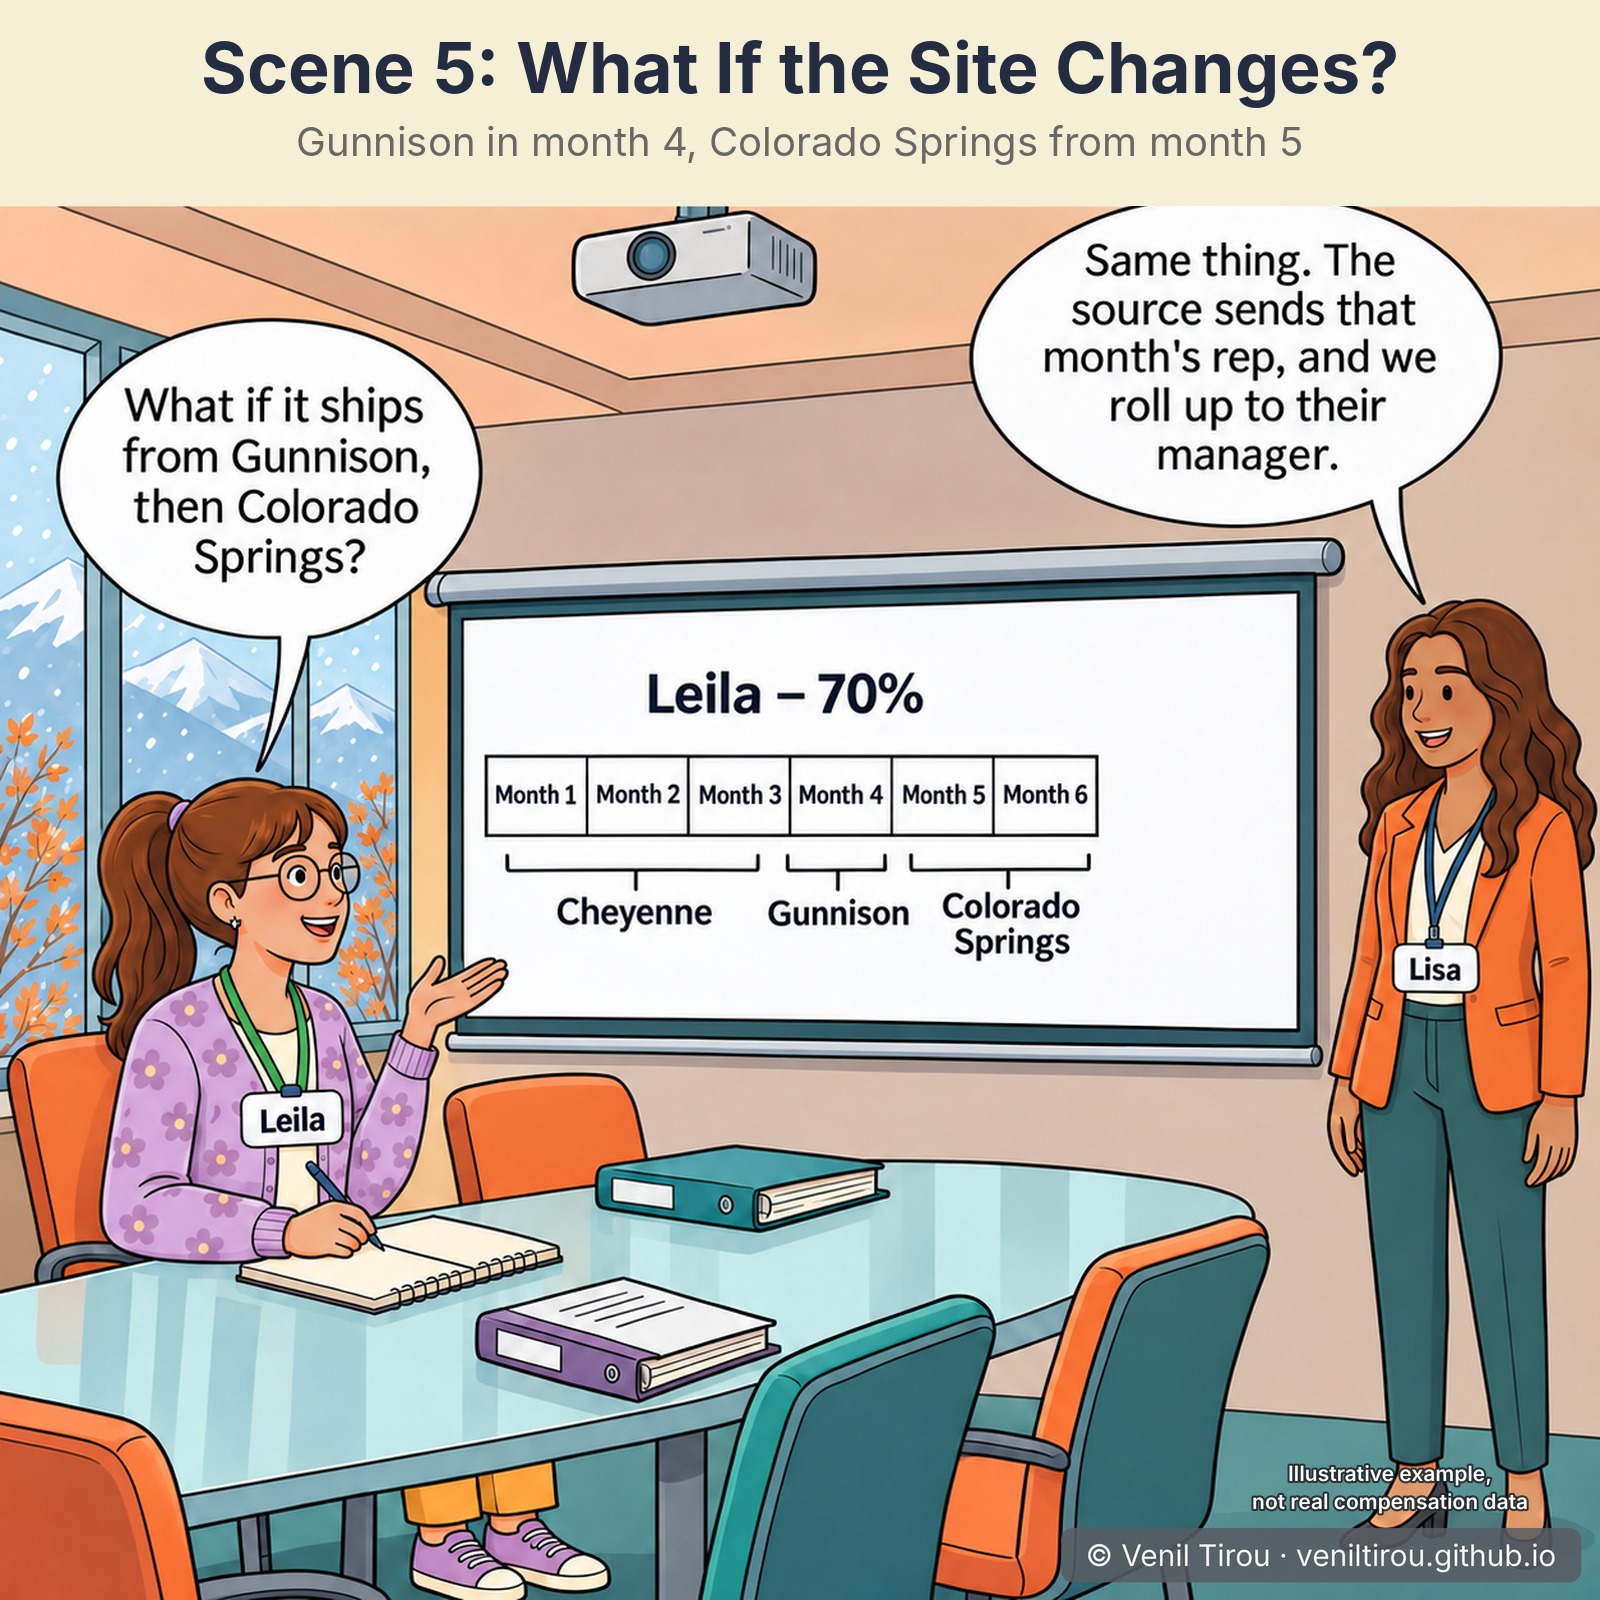 Scene 5: What If the Site Changes?
Gunnison in month 4, Colorado Springs from month 5
What if it ships
from Gunnison,
then Colorado
Springs?
Same thing. The
source sends that
month's rep, and we
roll up to their
manager.
Leila – 70%
Month 1 Month 2 Month 3 Month 4 Month 5 Month 6
Cheyenne Gunnison Colorado
Springs
Leila
Lisa
Illustrative example,
not real compensation data
© Venil Tirou · veniltirou.github.io